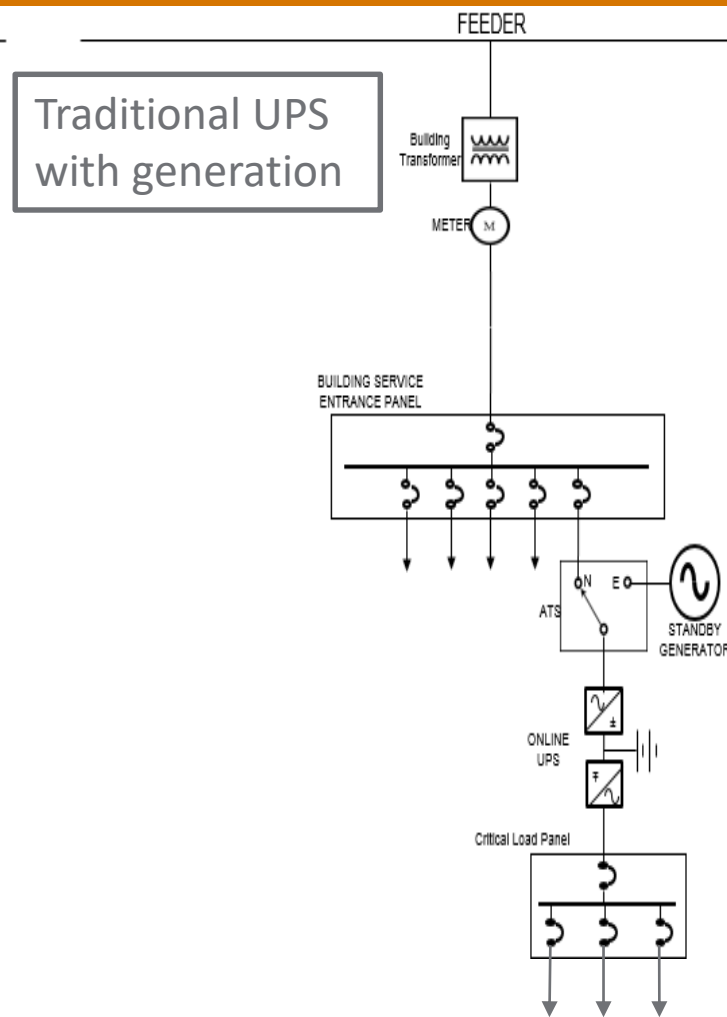 FEEDER
Traditional UPS
with generation
Building
Transformer
METER
M
BUILDING SERVICE
ENTRANCE PANEL
N
E
ATS
STANDBY
GENERATOR
ONLINE
UPS
Critical Load Panel